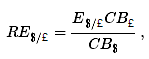 RE$/£ = E$/£CB£ / CB$ ,